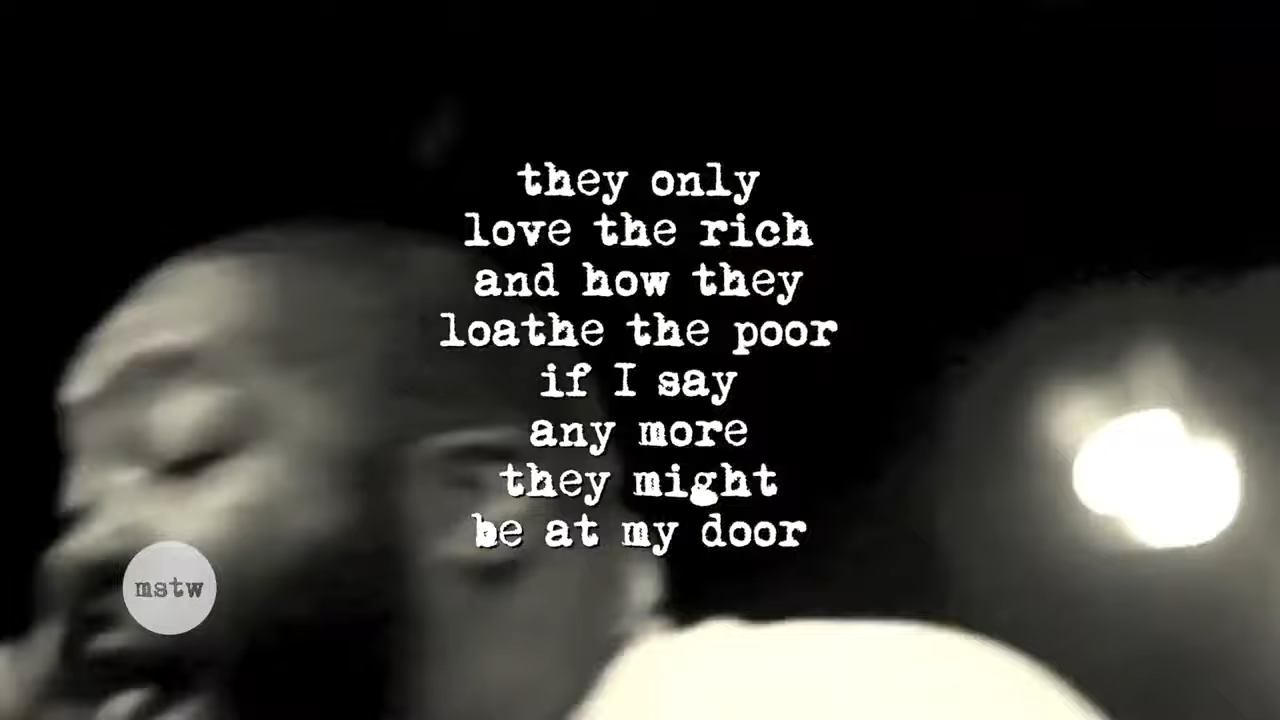 they only
love the rich
and how they
loathe the poor
if I say
any more
they might
be at my door
mstw